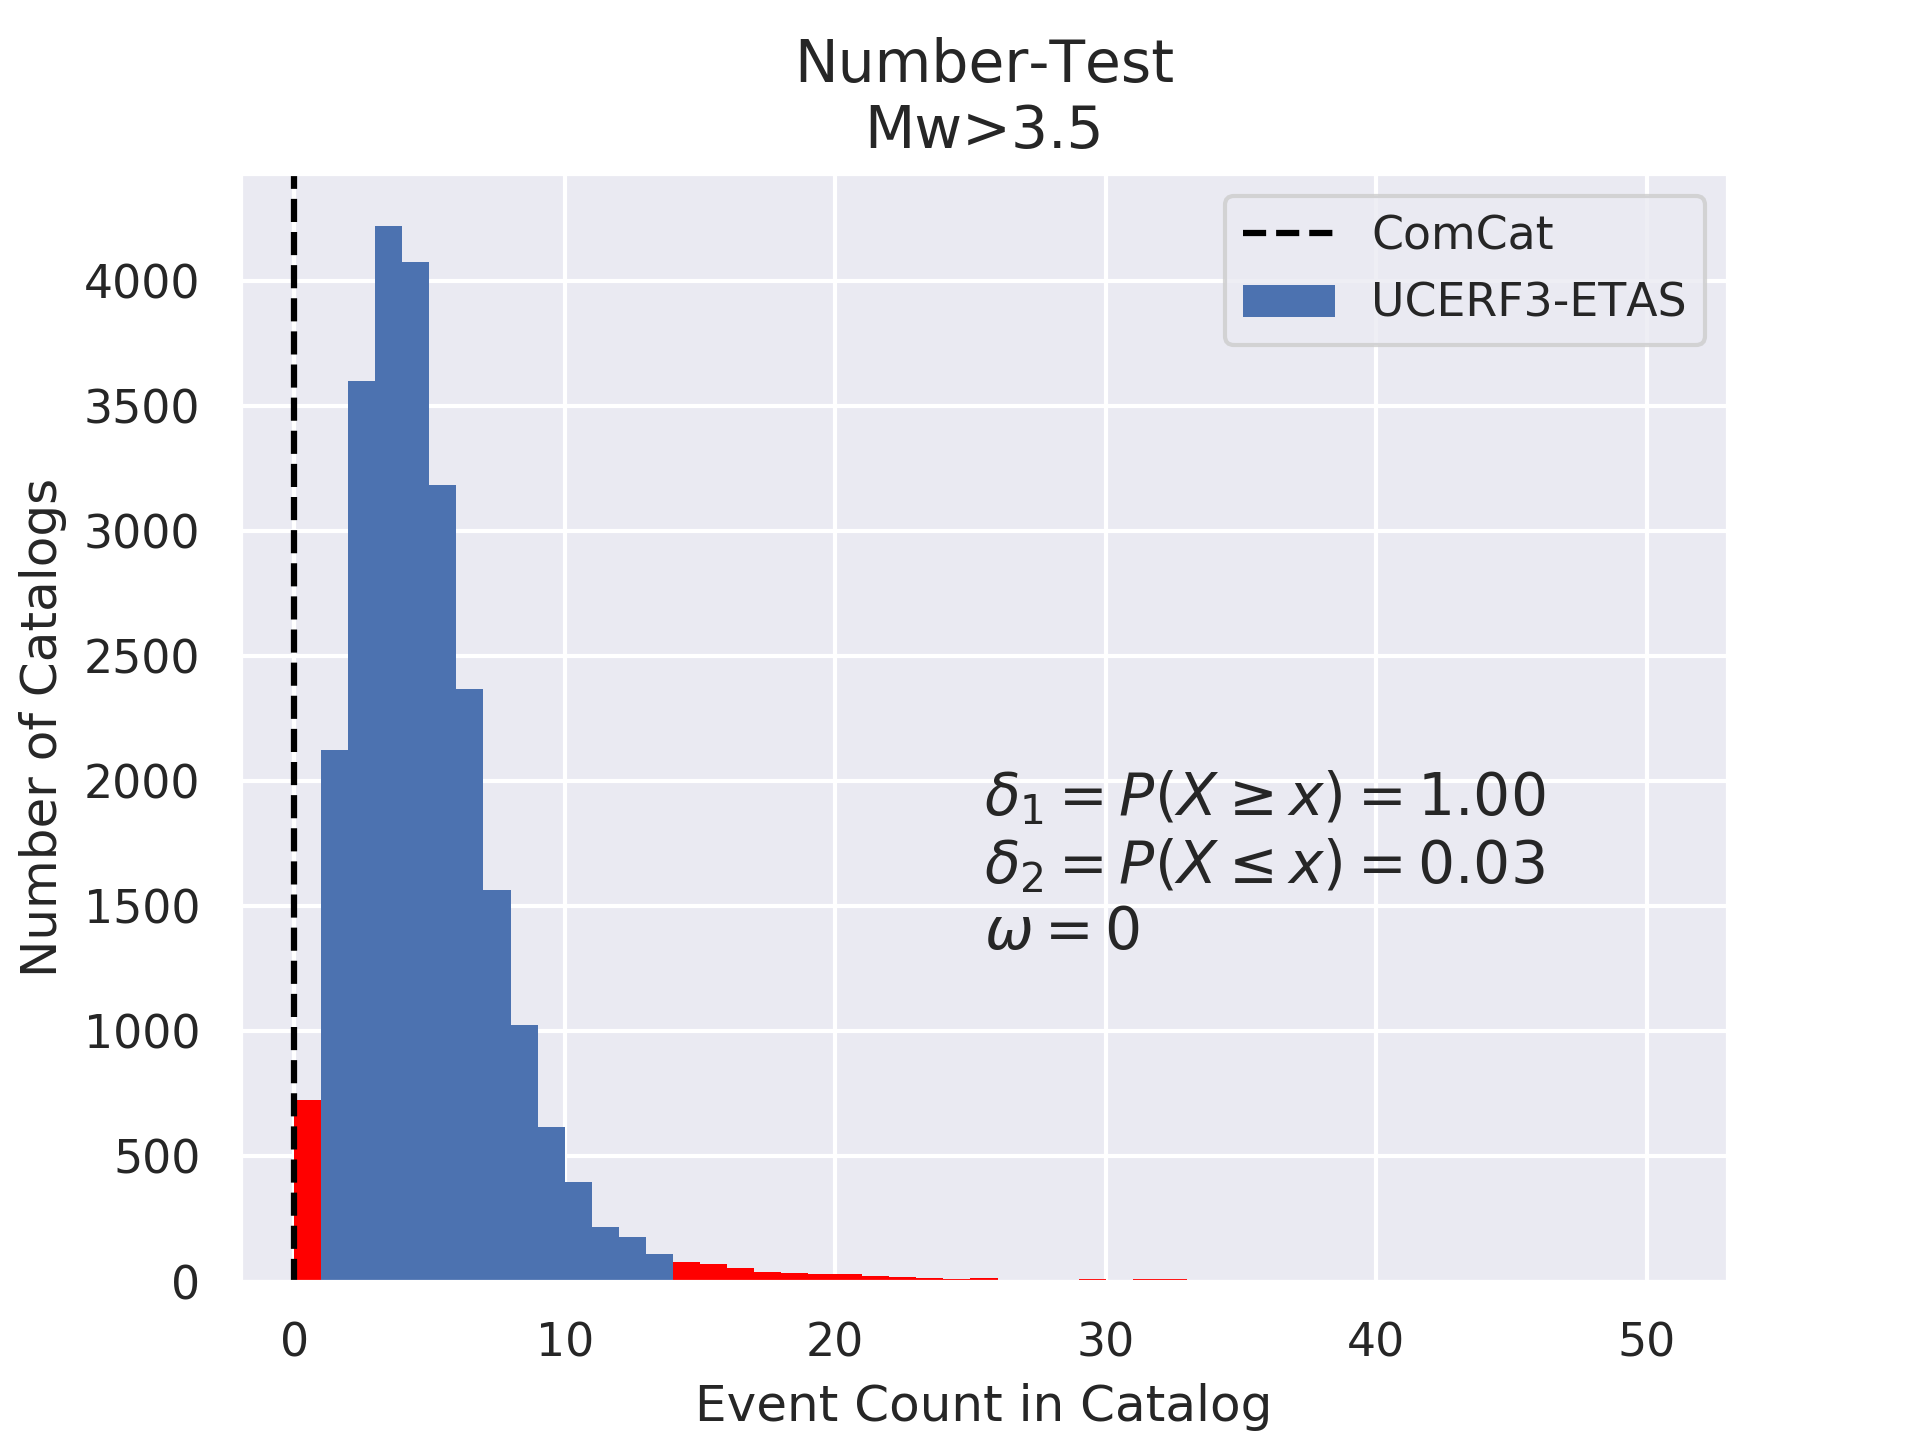 Number-Test
Mw>3.5
ComCat
UCERF3-ETAS
Number of Catalogs
4000
3500
3000
2500
2000
1500
1000
500
0
δ₁ = P(X ≥ x) = 1.00
δ₂ = P(X ≤ x) = 0.03
ω = 0
0 10 20 30 40 50
Event Count in Catalog